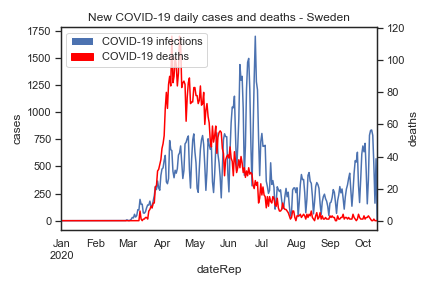 New COVID-19 daily cases and deaths - Sweden
COVID-19 infections
COVID-19 deaths
cases
1750
1500
1250
1000
750
500
250
0
deaths
120
100
80
60
40
20
0
Jan Feb Mar Apr May Jun Jul Aug Sep Oct
2020
dateRep